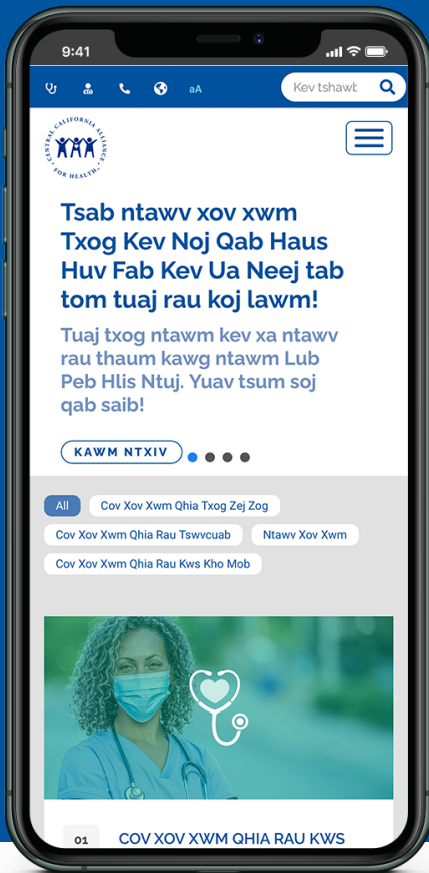 9:41
aA
Kev tshawt
CENTRAL CALIFORNIA ALLIANCE
FOR HEALTH
Tsab ntawv xov xwm
Txog Kev Noj Qab Haus
Huv Fab Kev Ua Neej tab
tom tuaj rau koj lawm!
Tuaj txog ntawm kev xa ntawv
rau thaum kawg ntawm Lub
Peb Hlis Ntuj. Yuav tsum soj
qab saib!
KAWM NTXIV
All
Cov Xov Xwm Qhia Txog Zej Zog
Cov Xov Xwm Qhia Rau Tswvcuab
Ntawv Xov Xwm
Cov Xov Xwm Qhia Rau Kws Kho Mob
01
COV XOV XWM QHIA RAU KWS